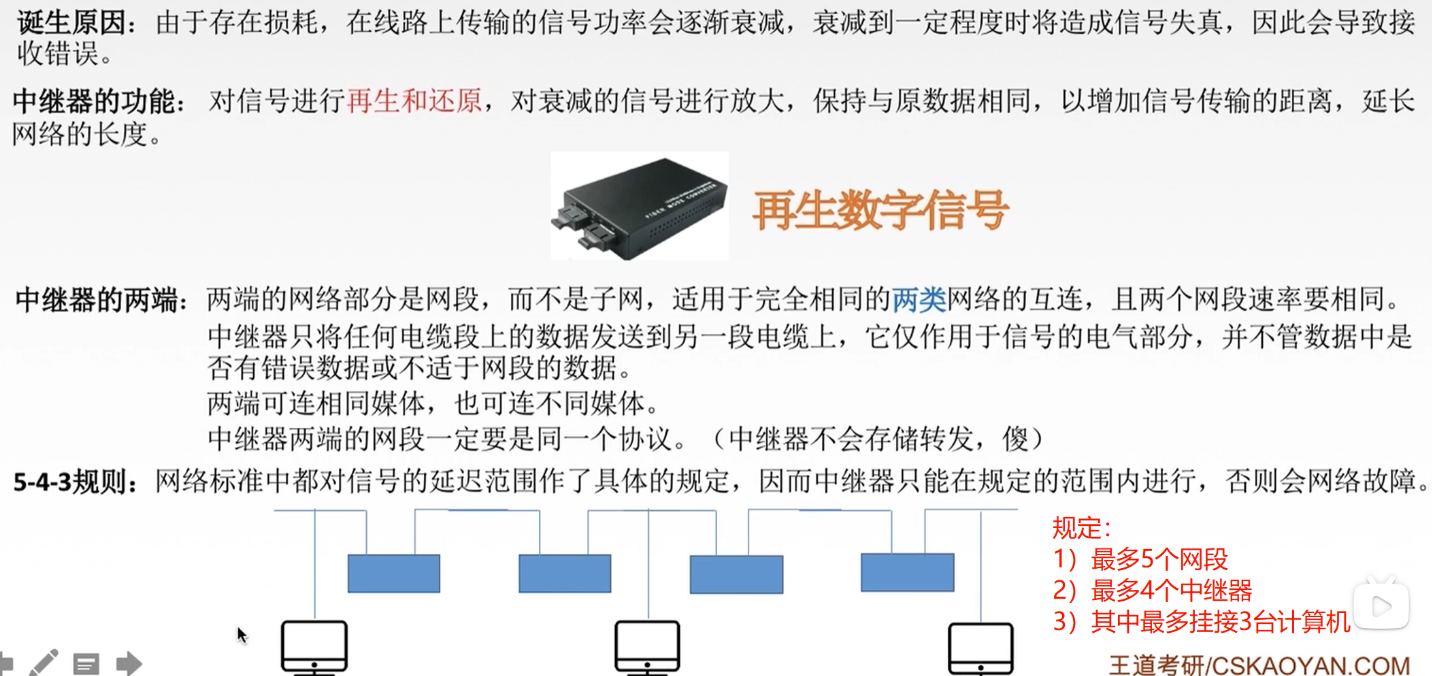 诞生原因：由于存在损耗，在线路上传输的信号功率会逐渐衰减，衰减到一定程度时将造成信号失真，因此会导致接
收错误。
中继器的功能：对信号进行再生和还原，对衰减的信号进行放大，保持与原数据相同，以增加信号传输的距离，延长
网络的长度。
FIBER MODE CONVERTER
再生数字信号
中继器的两端：两端的网络部分是网段，而不是子网，适用于完全相同的两类网络的互连，且两个网段速率要相同。
中继器只将任何电缆段上的数据发送到另一段电缆上，它仅作用于信号的电气部分，并不管数据中是
否有错误数据或不适于网段的数据。
两端可连相同媒体，也可连不同媒体。
中继器两端的网段一定要是同一个协议。（中继器不会存储转发，傻）
5-4-3规则：网络标准中都对信号的延迟范围作了具体的规定，因而中继器只能在规定的范围内进行，否则会网络故障。
规定：
1）最多5个网段
2）最多4个中继器
3）其中最多挂接3台计算机
王道考研/CSKAOYAN.COM